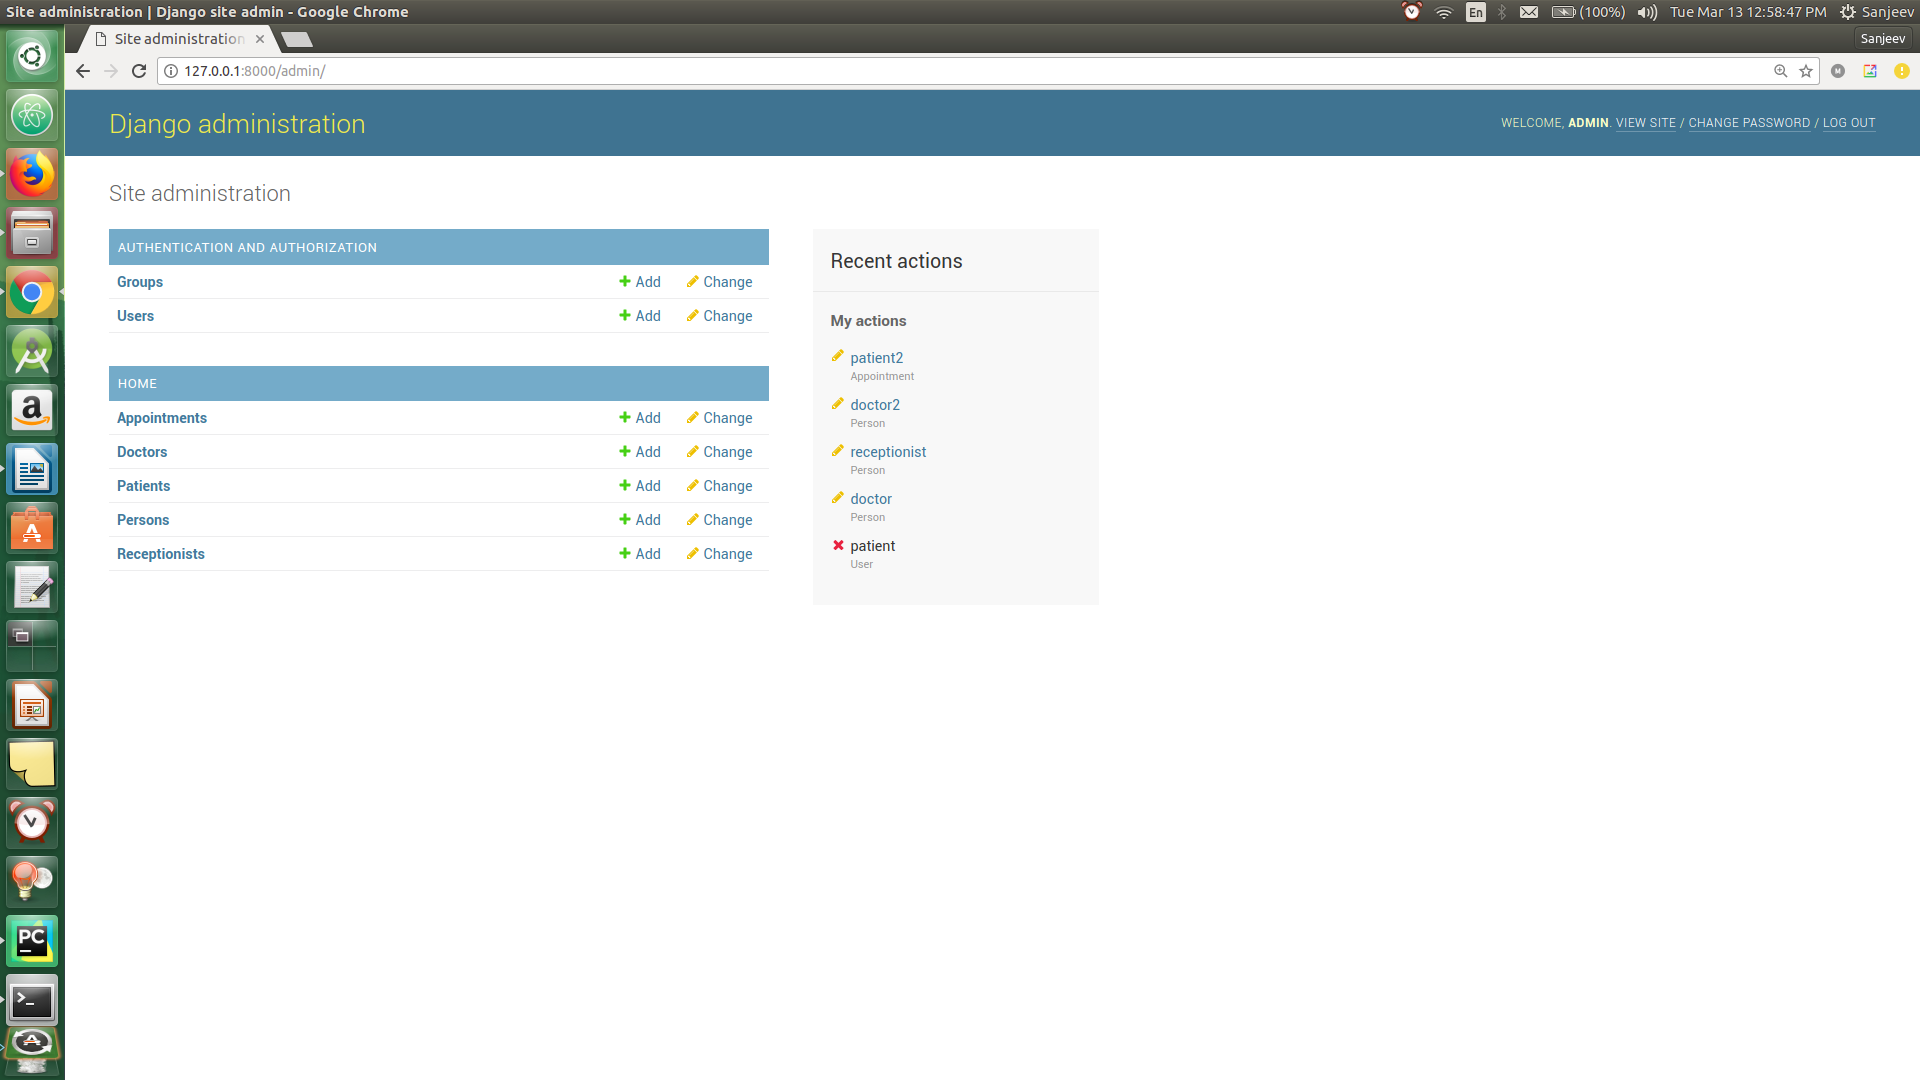 Site administration | Django site admin - Google Chrome
En
(100%)
Tue Mar 13 12:58:47 PM
Sanjeev
Site administration
Sanjeev
127.0.0.1:8000/admin/
M
Django administration
WELCOME, ADMIN. VIEW SITE / CHANGE PASSWORD / LOG OUT
Site administration
AUTHENTICATION AND AUTHORIZATION
Groups Add Change
Users Add Change
HOME
Appointments Add Change
Doctors Add Change
Patients Add Change
Persons Add Change
Receptionists Add Change
Recent actions
My actions
patient2
Appointment
doctor2
Person
receptionist
Person
doctor
Person
patient
User
a
A
PC
>_
A